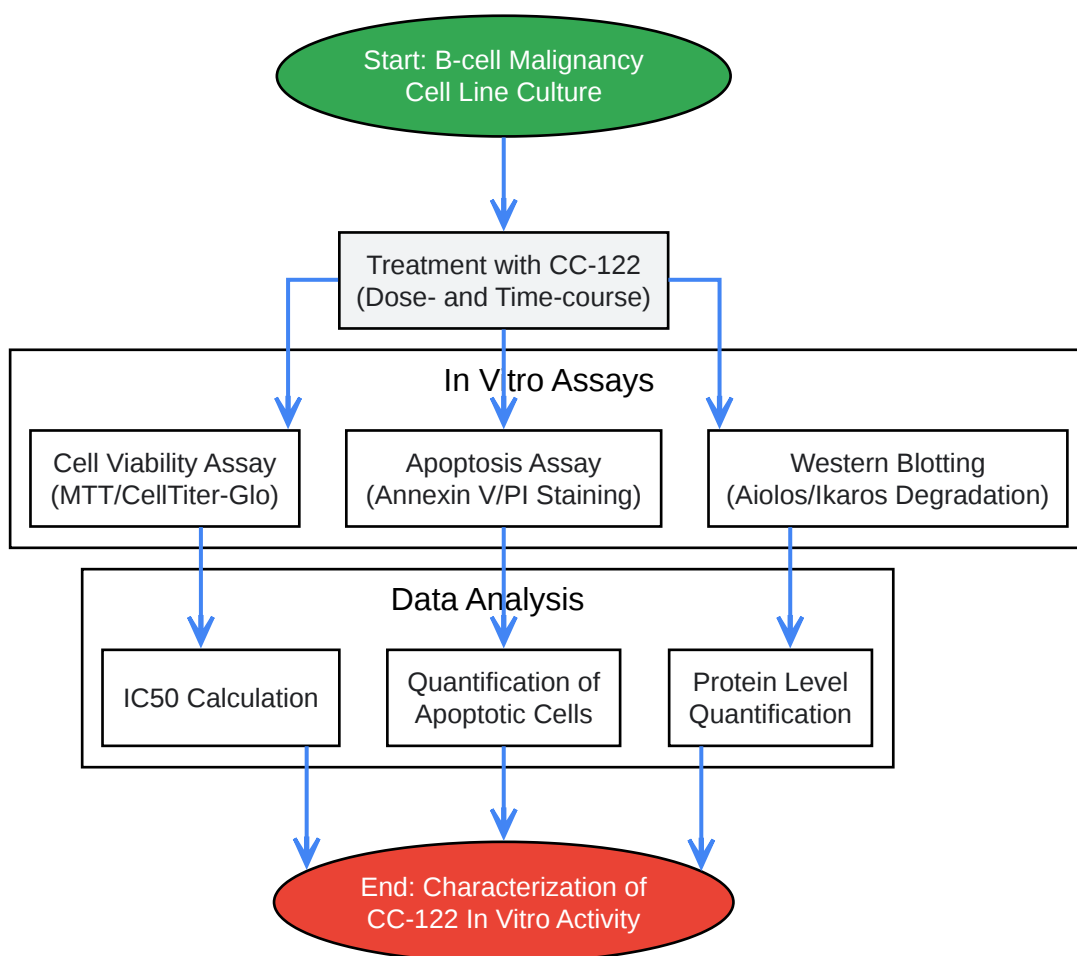 Start: B-cell Malignancy
Cell Line Culture
Treatment with CC-122
(Dose- and Time-course)
In Vitro Assays
Cell Viability Assay
(MTT/CellTiter-Glo)
Apoptosis Assay
(Annexin V/PI Staining)
Western Blotting
(Aiolos/Ikaros Degradation)
Data Analysis
IC50 Calculation
Quantification of
Apoptotic Cells
Protein Level
Quantification
End: Characterization of
CC-122 In Vitro Activity